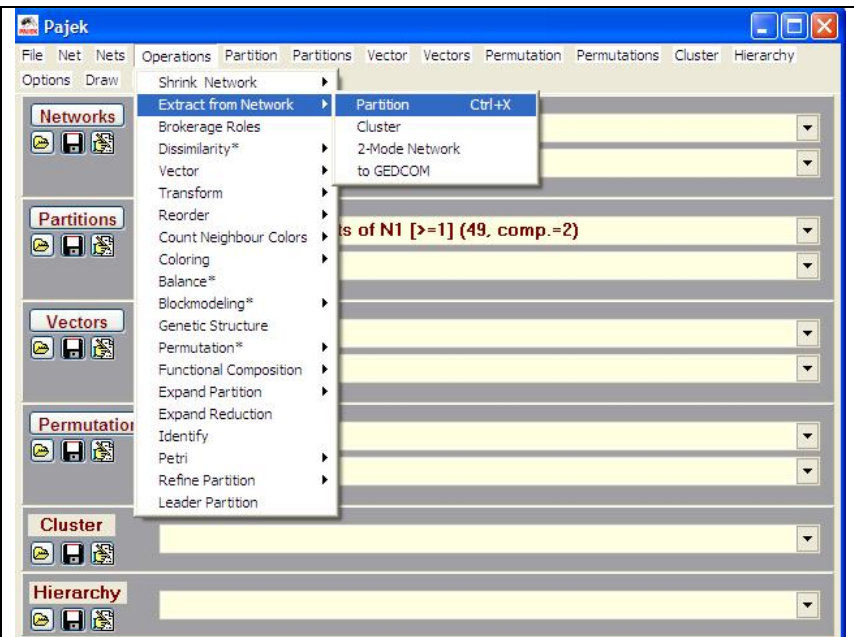 Pajek
File Net Nets Operations Partition Partitions Vector Vectors Permutation Permutations Cluster Hierarchy
Options Draw
Shrink Network
Extract from Network
Brokerage Roles
Dissimilarity*
Vector
Transform
Reorder
Count Neighbour Colors
Coloring
Balance*
Blockmodeling*
Genetic Structure
Permutation*
Functional Composition
Expand Partition
Expand Reduction
Identify
Petri
Refine Partition
Leader Partition
Partition Ctrl+X
Cluster
2-Mode Network
to GEDCOM
Networks
Partitions
of N1 [>=1] (49, comp.=2)
Vectors
Permutation
Cluster
Hierarchy